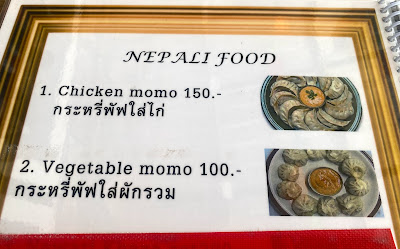 NEPALI FOOD
1. Chicken momo 150.-
กระหรี่พัฟใส่ไก่
2. Vegetable momo 100.-
กระหรี่พัฟใส่ผักรวม